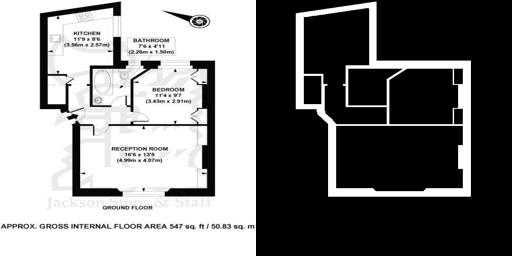 KITCHEN
11'9 x 8'6
(3.56m x 2.57m)
BATHROOM
7'6 x 4'11
(2.26m x 1.50m)
BEDROOM
11'4 x 9'7
(3.43m x 2.91m)
RECEPTION ROOM
16'6 x 13'5
(4.99m x 4.07m)
Jackson Stops & Staff
GROUND FLOOR
APPROX. GROSS INTERNAL FLOOR AREA 547 sq. ft / 50.83 sq. m